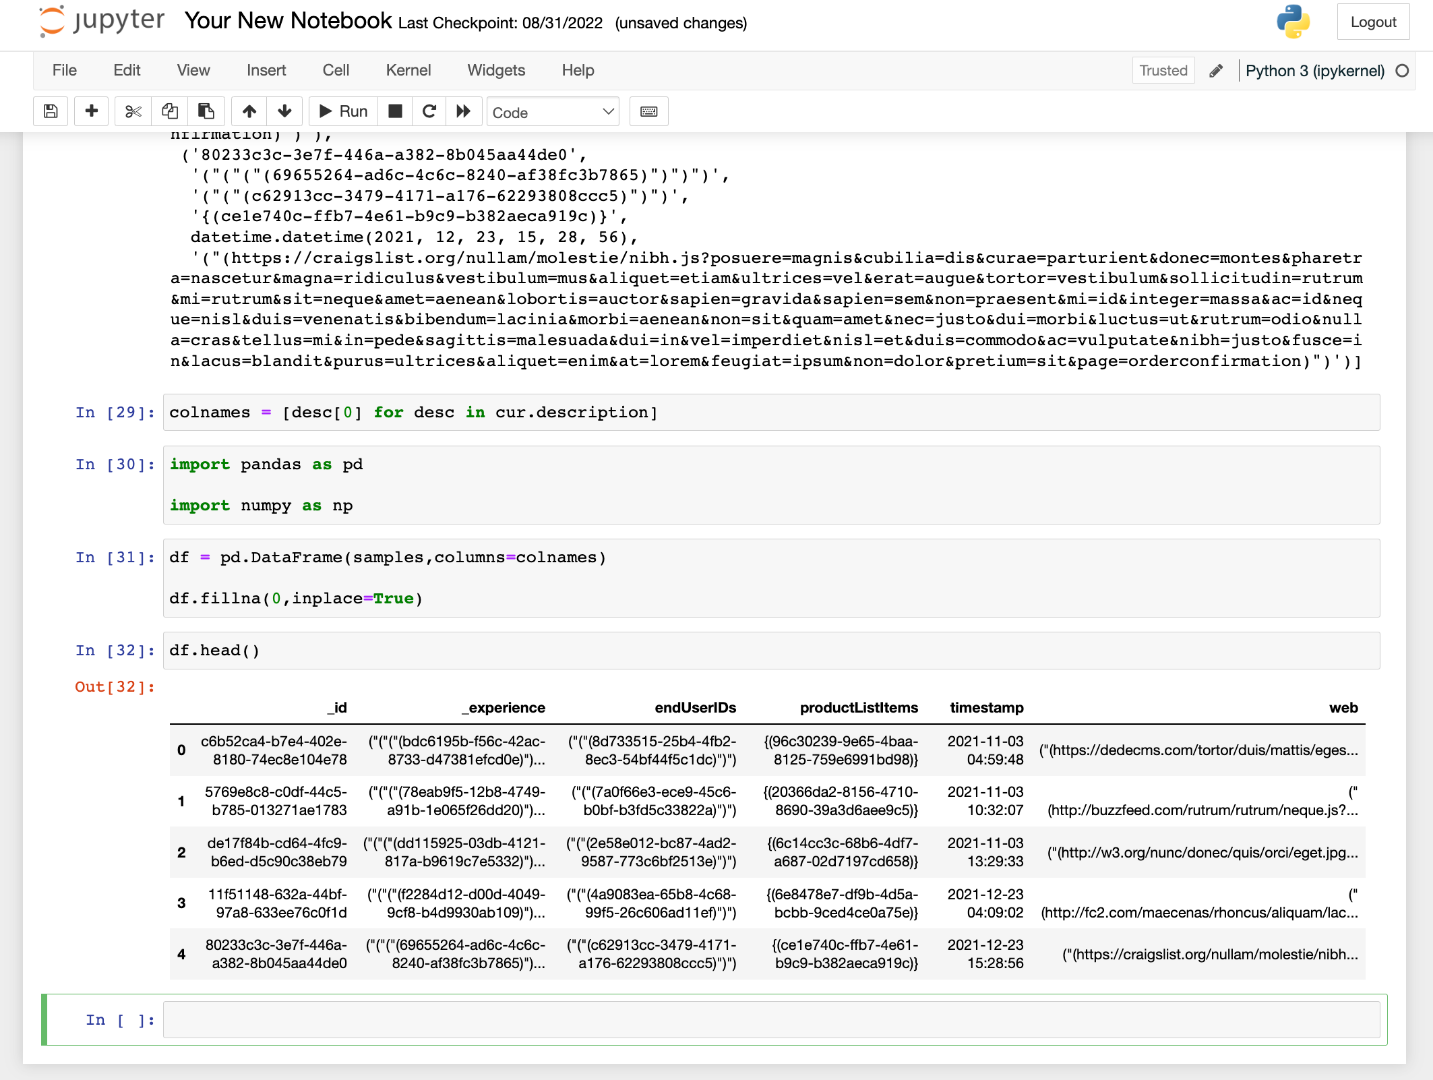 jupyter Your New Notebook Last Checkpoint: 08/31/2022 (unsaved changes) Logout
File Edit View Insert Cell Kernel Widgets Help Trusted Python 3 (ipykernel)
Run Code
nfirmation)")'),
('80233c3c-3e7f-446a-a382-8b045aa44de0',
'("("("(69655264-ad6c-4c6c-8240-af38fc3b7865)")")")',
'("("(c62913cc-3479-4171-a176-62293808ccc5)")")',
'{(ce1e740c-ffb7-4e61-b9c9-b382aeca919c)}',
datetime.datetime(2021, 12, 23, 15, 28, 56),
'("(https://craigslist.org/nullam/molestie/nibh.js?posuere=magnis&cubilia=dis&curae=parturient&donec=montes&pharetr
a=nascetur&magna=ridiculus&vestibulum=mus&aliquet=etiam&ultrices=vel&erat=augue&tortor=vestibulum&sollicitudin=rutrum
&mi=rutrum&sit=neque&amet=aenean&lobortis=auctor&sapien=gravida&sapien=sem&non=praesent&mi=id&integer=massa&ac=id&neq
ue=nisl&duis=venenatis&bibendum=lacinia&morbi=aenean&non=sit&quam=amet&nec=justo&dui=morbi&luctus=ut&rutrum=odio&null
a=cras&tellus=mi&in=pede&sagittis=malesuada&dui=in&vel=imperdiet&nisl=et&duis=commodo&ac=vulputate&nibh=justo&fusce=i
n&lacus=blandit&purus=ultrices&aliquet=enim&at=lorem&feugiat=ipsum&non=dolor&pretium=sit&page=orderconfirmation)")')]
In [29]: colnames = [desc[0] for desc in cur.description]
In [30]: import pandas as pd
import numpy as np
In [31]: df = pd.DataFrame(samples,columns=colnames)
df.fillna(0,inplace=True)
In [32]: df.head()
Out[32]:
_id _experience endUserIDs productListItems timestamp web
0 c6b52ca4-b7e4-402e-8180-74ec8e104e78 ("("("(bdc6195b-f56c-42ac-8733-d47381efcd0e)")... ("("(8d733515-25b4-4fb2-8ec3-54bf44f5c1dc)")") {(96c30239-9e65-4baa-8125-759e6991bd98)} 2021-11-03 04:59:48 ("(https://dedecms.com/tortor/duis/mattis/eges...
1 5769e8c8-c0df-44c5-b785-013271ae1783 ("("("(78eab9f5-12b8-4749-a91b-1e065f26dd20)")... ("("(7a0f66e3-ece9-45c6-b0bf-b3fd5c33822a)")") {(20366da2-8156-4710-8690-39a3d6aee9c5)} 2021-11-03 10:32:07 ("(http://buzzfeed.com/rutrum/rutrum/neque.js?...
2 de17f84b-cd64-4fc9-b6ed-d5c90c38eb79 ("("("(dd115925-03db-4121-817a-b9619c7e5332)")... ("("(2e58e012-bc87-4ad2-9587-773c6bf2513e)")") {(6c14cc3c-68b6-4df7-a687-02d7197cd658)} 2021-11-03 13:29:33 ("(http://w3.org/nunc/donec/quis/orci/eget.jpg...
3 11f51148-632a-44bf-97a8-633ee76c0f1d ("("("(f2284d12-d00d-4049-9cf8-b4d9930ab109)")... ("("(4a9083ea-65b8-4c68-99f5-26c606ad11ef)")") {(6e8478e7-df9b-4d5a-bcbb-9ced4ce0a75e)} 2021-12-23 04:09:02 ("(http://fc2.com/maecenas/rhoncus/aliquam/lac...
4 80233c3c-3e7f-446a-a382-8b045aa44de0 ("("("(69655264-ad6c-4c6c-8240-af38fc3b7865)")... ("("(c62913cc-3479-4171-a176-62293808ccc5)")") {(ce1e740c-ffb7-4e61-b9c9-b382aeca919c)} 2021-12-23 15:28:56 ("(https://craigslist.org/nullam/molestie/nibh...
In [ ]: